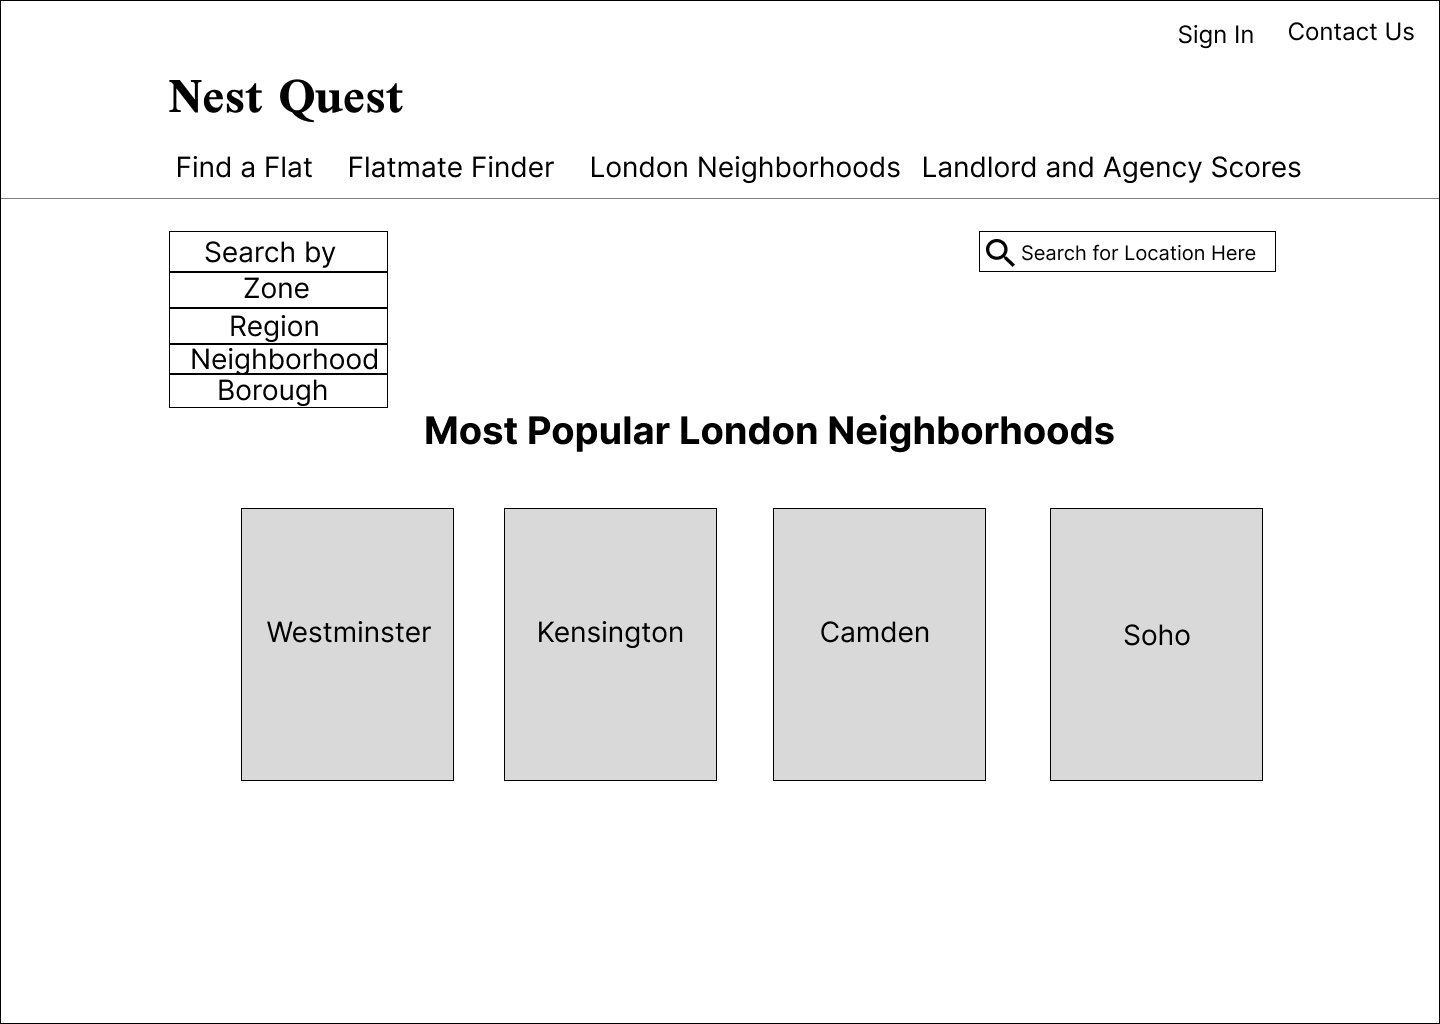 Sign In
Contact Us
Nest Quest
Find a Flat
Flatmate Finder
London Neighborhoods
Landlord and Agency Scores
Search by
Zone
Region
Neighborhood
Borough
Search for Location Here
Most Popular London Neighborhoods
Westminster
Kensington
Camden
Soho